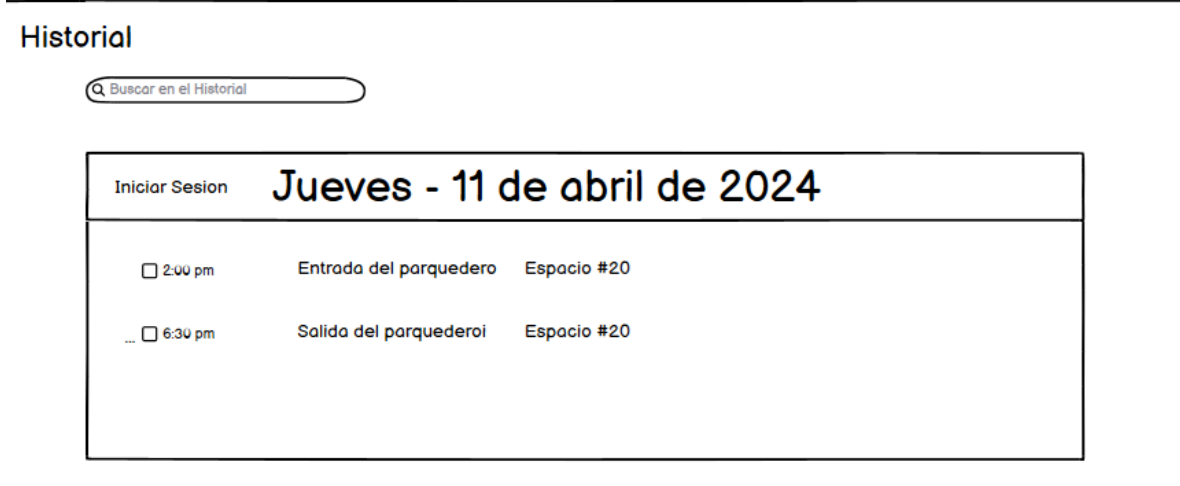 Historial
Buscar en el Historial
Iniciar Sesion Jueves - 11 de abril de 2024
2:00 pm Entrada del parquedero Espacio #20
... 6:30 pm Salida del parquederoi Espacio #20